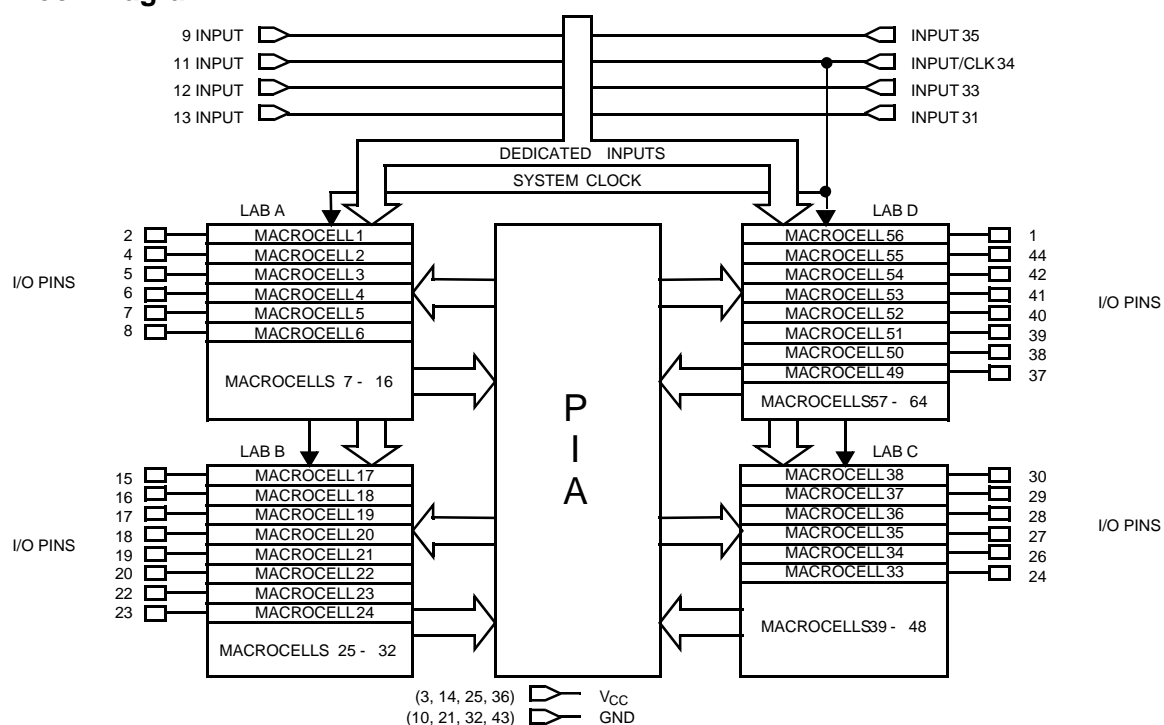 9 INPUT
11 INPUT
12 INPUT
13 INPUT
INPUT 35
INPUT/CLK 34
INPUT 33
INPUT 31
DEDICATED INPUTS
SYSTEM CLOCK
LAB A
I/O PINS
2 MACROCELL 1
4 MACROCELL 2
5 MACROCELL 3
6 MACROCELL 4
7 MACROCELL 5
8 MACROCELL 6
MACROCELLS 7 - 16
LAB D
MACROCELL 56 1
MACROCELL 55 44
MACROCELL 54 42
MACROCELL 53 41
MACROCELL 52 40
MACROCELL 51 39
MACROCELL 50 38
MACROCELL 49 37
MACROCELLS57 - 64
I/O PINS
P
I
A
LAB B
I/O PINS
15 MACROCELL 17
16 MACROCELL 18
17 MACROCELL 19
18 MACROCELL 20
19 MACROCELL 21
20 MACROCELL 22
22 MACROCELL 23
23 MACROCELL 24
MACROCELLS 25 - 32
LAB C
MACROCELL 38 30
MACROCELL 37 29
MACROCELL 36 28
MACROCELL 35 27
MACROCELL 34 26
MACROCELL 33 24
MACROCELLS39 - 48
I/O PINS
(3, 14, 25, 36) VCC
(10, 21, 32, 43) GND